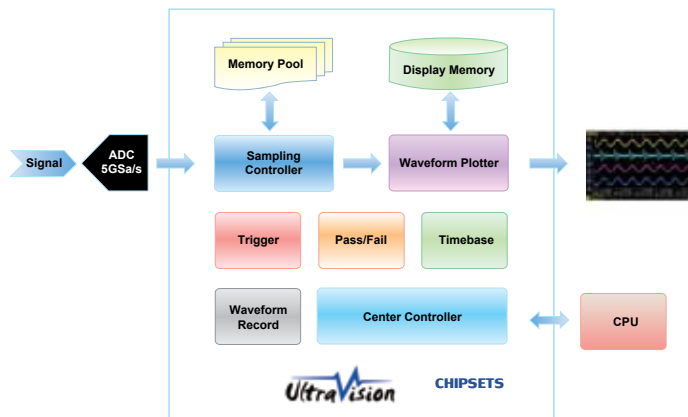 Memory Pool
Display Memory
Signal
ADC
5GSa/s
Sampling
Controller
Waveform Plotter
Trigger
Pass/Fail
Timebase
Waveform
Record
Center Controller
CPU
UltraVision
CHIPSETS